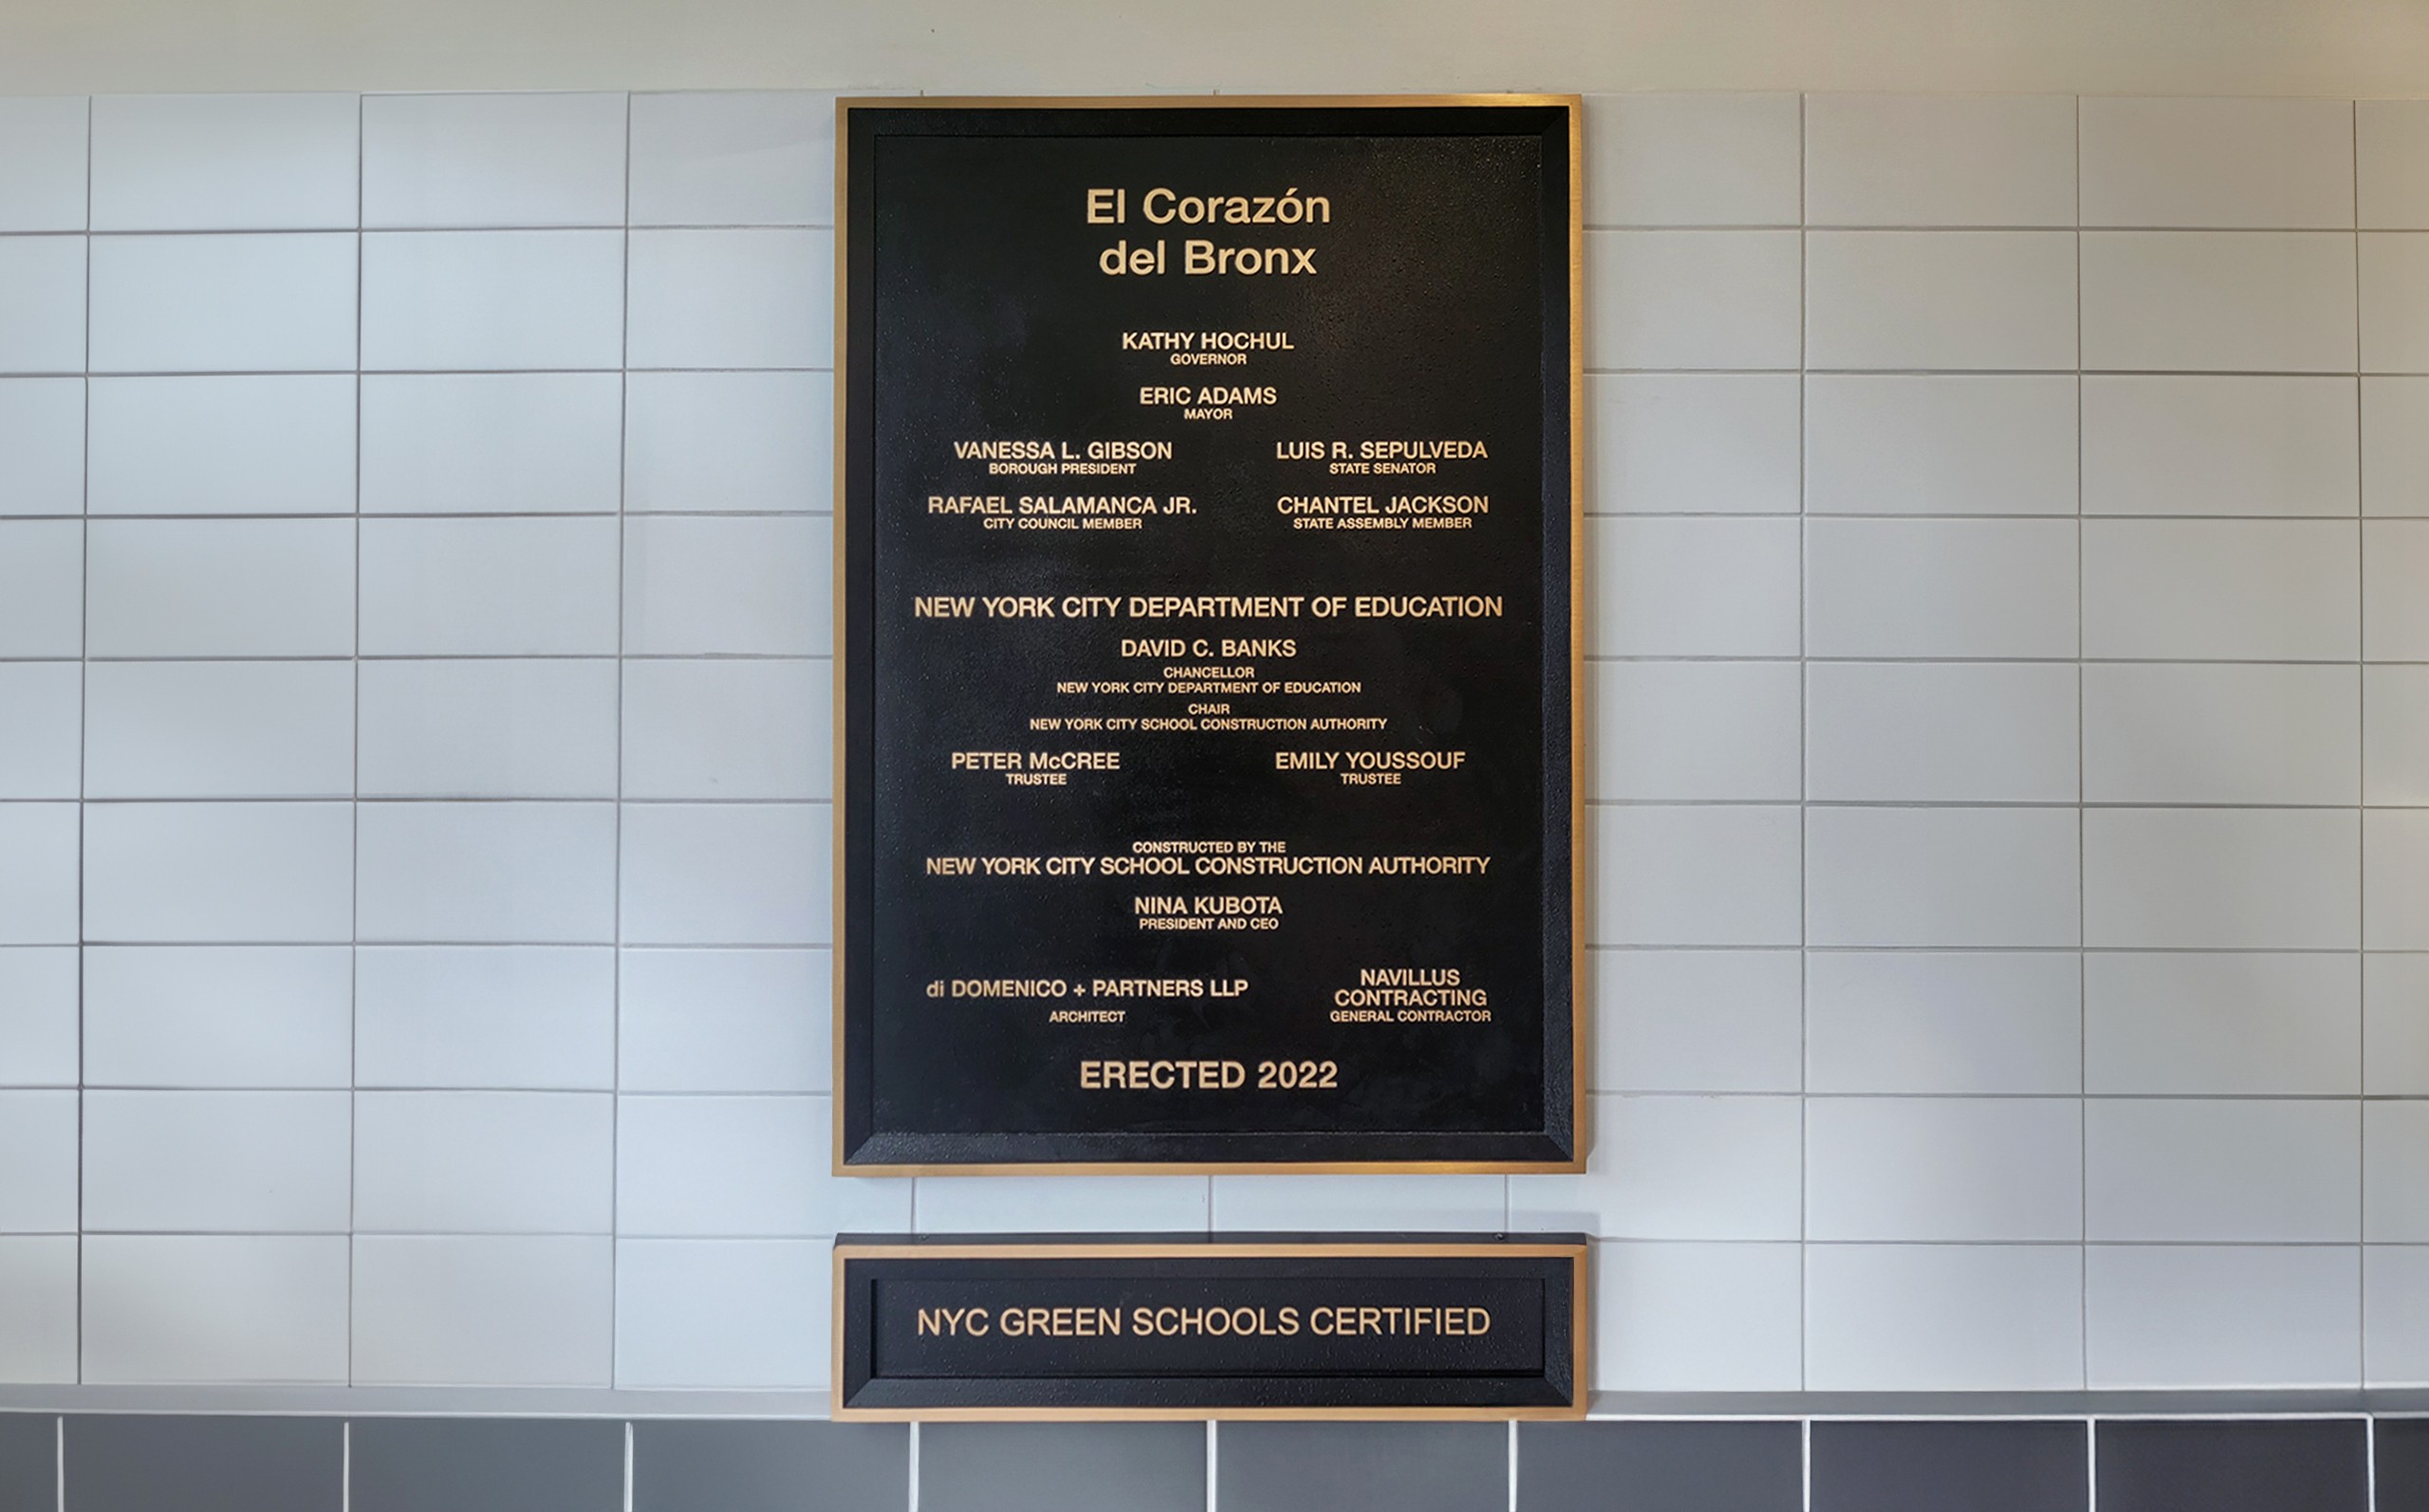 El Corazón
del Bronx
KATHY HOCHUL
GOVERNOR
ERIC ADAMS
MAYOR
VANESSA L. GIBSON
BOROUGH PRESIDENT
LUIS R. SEPULVEDA
STATE SENATOR
RAFAEL SALAMANCA JR.
CITY COUNCIL MEMBER
CHANTEL JACKSON
STATE ASSEMBLY MEMBER
NEW YORK CITY DEPARTMENT OF EDUCATION
DAVID C. BANKS
CHANCELLOR
NEW YORK CITY DEPARTMENT OF EDUCATION
CHAIR
NEW YORK CITY SCHOOL CONSTRUCTION AUTHORITY
PETER McCREE
TRUSTEE
EMILY YOUSSOUF
TRUSTEE
CONSTRUCTED BY THE
NEW YORK CITY SCHOOL CONSTRUCTION AUTHORITY
NINA KUBOTA
PRESIDENT AND CEO
di DOMENICO + PARTNERS LLP
ARCHITECT
NAVILLUS
CONTRACTING
GENERAL CONTRACTOR
ERECTED 2022
NYC GREEN SCHOOLS CERTIFIED